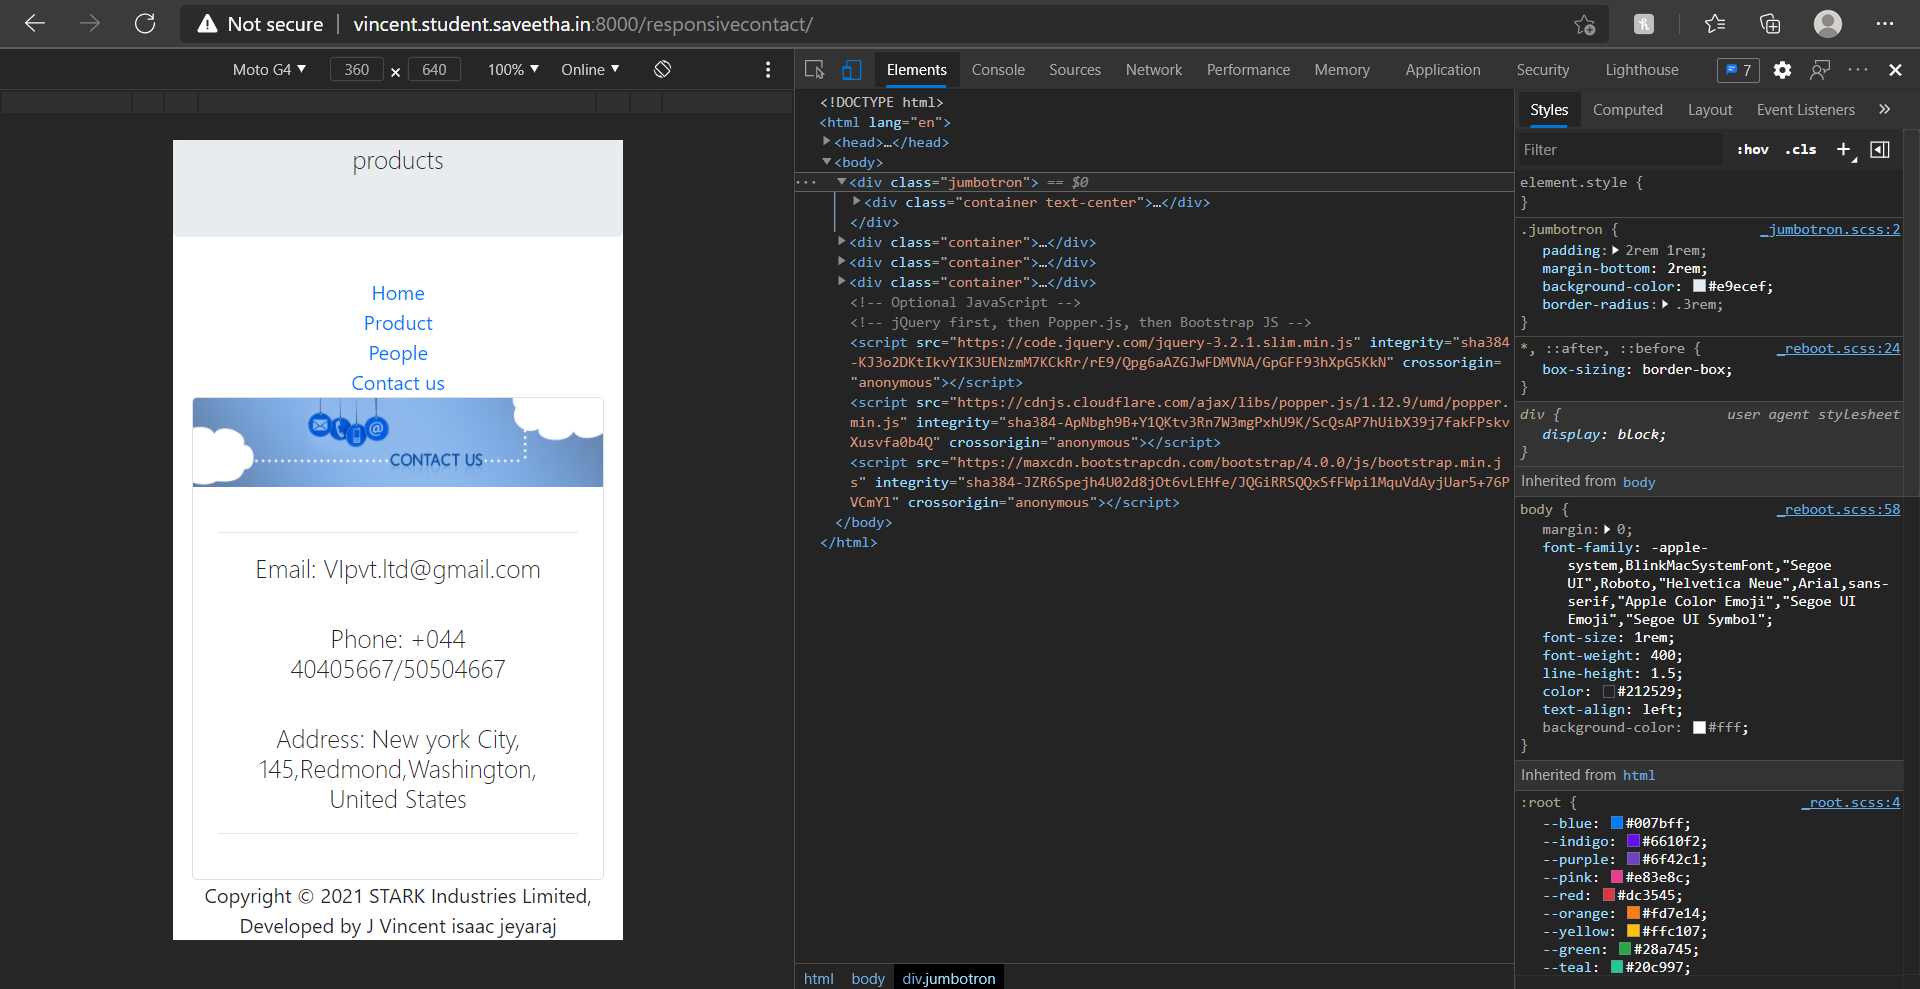 Not secure | vincent.student.saveetha.in:8000/responsivecontact/
Moto G4 ▼ 360 x 640 100% ▼ Online ▼
Elements Console Sources Network Performance Memory Application Security Lighthouse 7
products
Home
Product
People
Contact us
CONTACT US
Email: VIpvt.ltd@gmail.com
Phone: +044
40405667/50504667
Address: New york City,
145,Redmond,Washington,
United States
Copyright © 2021 STARK Industries Limited,
Developed by J Vincent isaac jeyaraj
<!DOCTYPE html>
<html lang="en">
<head>…</head>
<body>
<div class="jumbotron"> == $0
<div class="container text-center">…</div>
</div>
<div class="container">…</div>
<div class="container">…</div>
<div class="container">…</div>
<!-- Optional JavaScript -->
<!-- jQuery first, then Popper.js, then Bootstrap JS -->
<script src="https://code.jquery.com/jquery-3.2.1.slim.min.js" integrity="sha384
-KJ3o2DKtIkvYIK3UENzmM7KCkRr/rE9/Qpg6aAZGJwFDMVNA/GpGFF93hXpG5KkN" crossorigin=
"anonymous"></script>
<script src="https://cdnjs.cloudflare.com/ajax/libs/popper.js/1.12.9/umd/popper.
min.js" integrity="sha384-ApNbgh9B+Y1QKtv3Rn7W3mgPxhU9K/ScQsAP7hUibX39j7fakFPskv
Xusvfa0b4Q" crossorigin="anonymous"></script>
<script src="https://maxcdn.bootstrapcdn.com/bootstrap/4.0.0/js/bootstrap.min.j
s" integrity="sha384-JZR6Spejh4U02d8jOt6vLEHfe/JQGiRRSQQxSfFWpi1MquVdAyjUar5+76P
VCmYl" crossorigin="anonymous"></script>
</body>
</html>
html body div.jumbotron
Styles Computed Layout Event Listeners »
Filter :hov .cls +
element.style {
}
.jumbotron { _jumbotron.scss:2
padding: 2rem 1rem;
margin-bottom: 2rem;
background-color: #e9ecef;
border-radius: .3rem;
}
*, ::after, ::before { _reboot.scss:24
box-sizing: border-box;
}
div { user agent stylesheet
display: block;
}
Inherited from body
body { _reboot.scss:58
margin: 0;
font-family: -apple-
system,BlinkMacSystemFont,"Segoe
UI",Roboto,"Helvetica Neue",Arial,sans-
serif,"Apple Color Emoji","Segoe UI
Emoji","Segoe UI Symbol";
font-size: 1rem;
font-weight: 400;
line-height: 1.5;
color: #212529;
text-align: left;
background-color: #fff;
}
Inherited from html
:root { _root.scss:4
--blue: #007bff;
--indigo: #6610f2;
--purple: #6f42c1;
--pink: #e83e8c;
--red: #dc3545;
--orange: #fd7e14;
--yellow: #ffc107;
--green: #28a745;
--teal: #20c997;